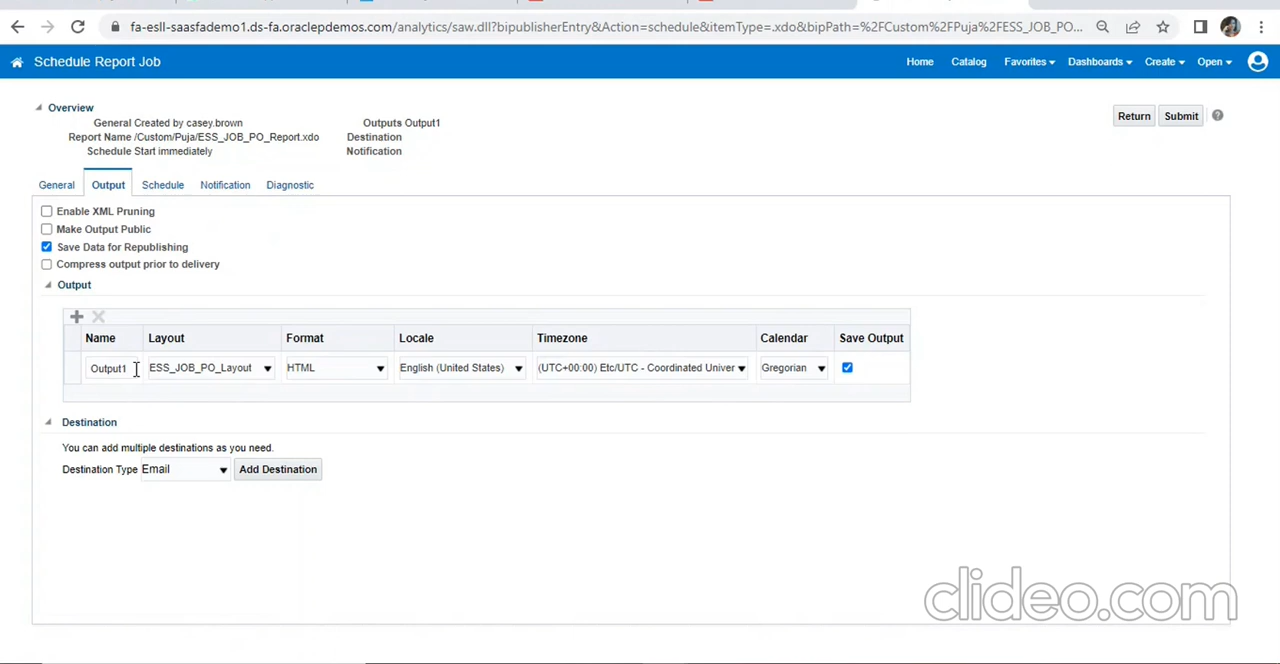 fa-esll-saasfademo1.ds-fa.oraclepdemos.com/analytics/saw.dll?bipublisherEntry&Action=schedule&itemType=.xdo&bipPath=%2FCustom%2FPuja%2FESS_JOB_PO...
Schedule Report Job
Home Catalog Favorites Dashboards Create Open
Overview
General Created by casey.brown
Report Name /Custom/Puja/ESS_JOB_PO_Report.xdo
Schedule Start immediately
Outputs Output1
Destination
Notification
Return Submit ?
General Output Schedule Notification Diagnostic
Enable XML Pruning
Make Output Public
Save Data for Republishing
Compress output prior to delivery
Output
Name Layout Format Locale Timezone Calendar Save Output
Output1 ESS_JOB_PO_Layout HTML English (United States) (UTC+00:00) Etc/UTC - Coordinated Univer Gregorian
Destination
You can add multiple destinations as you need.
Destination Type Email Add Destination
clideo.com